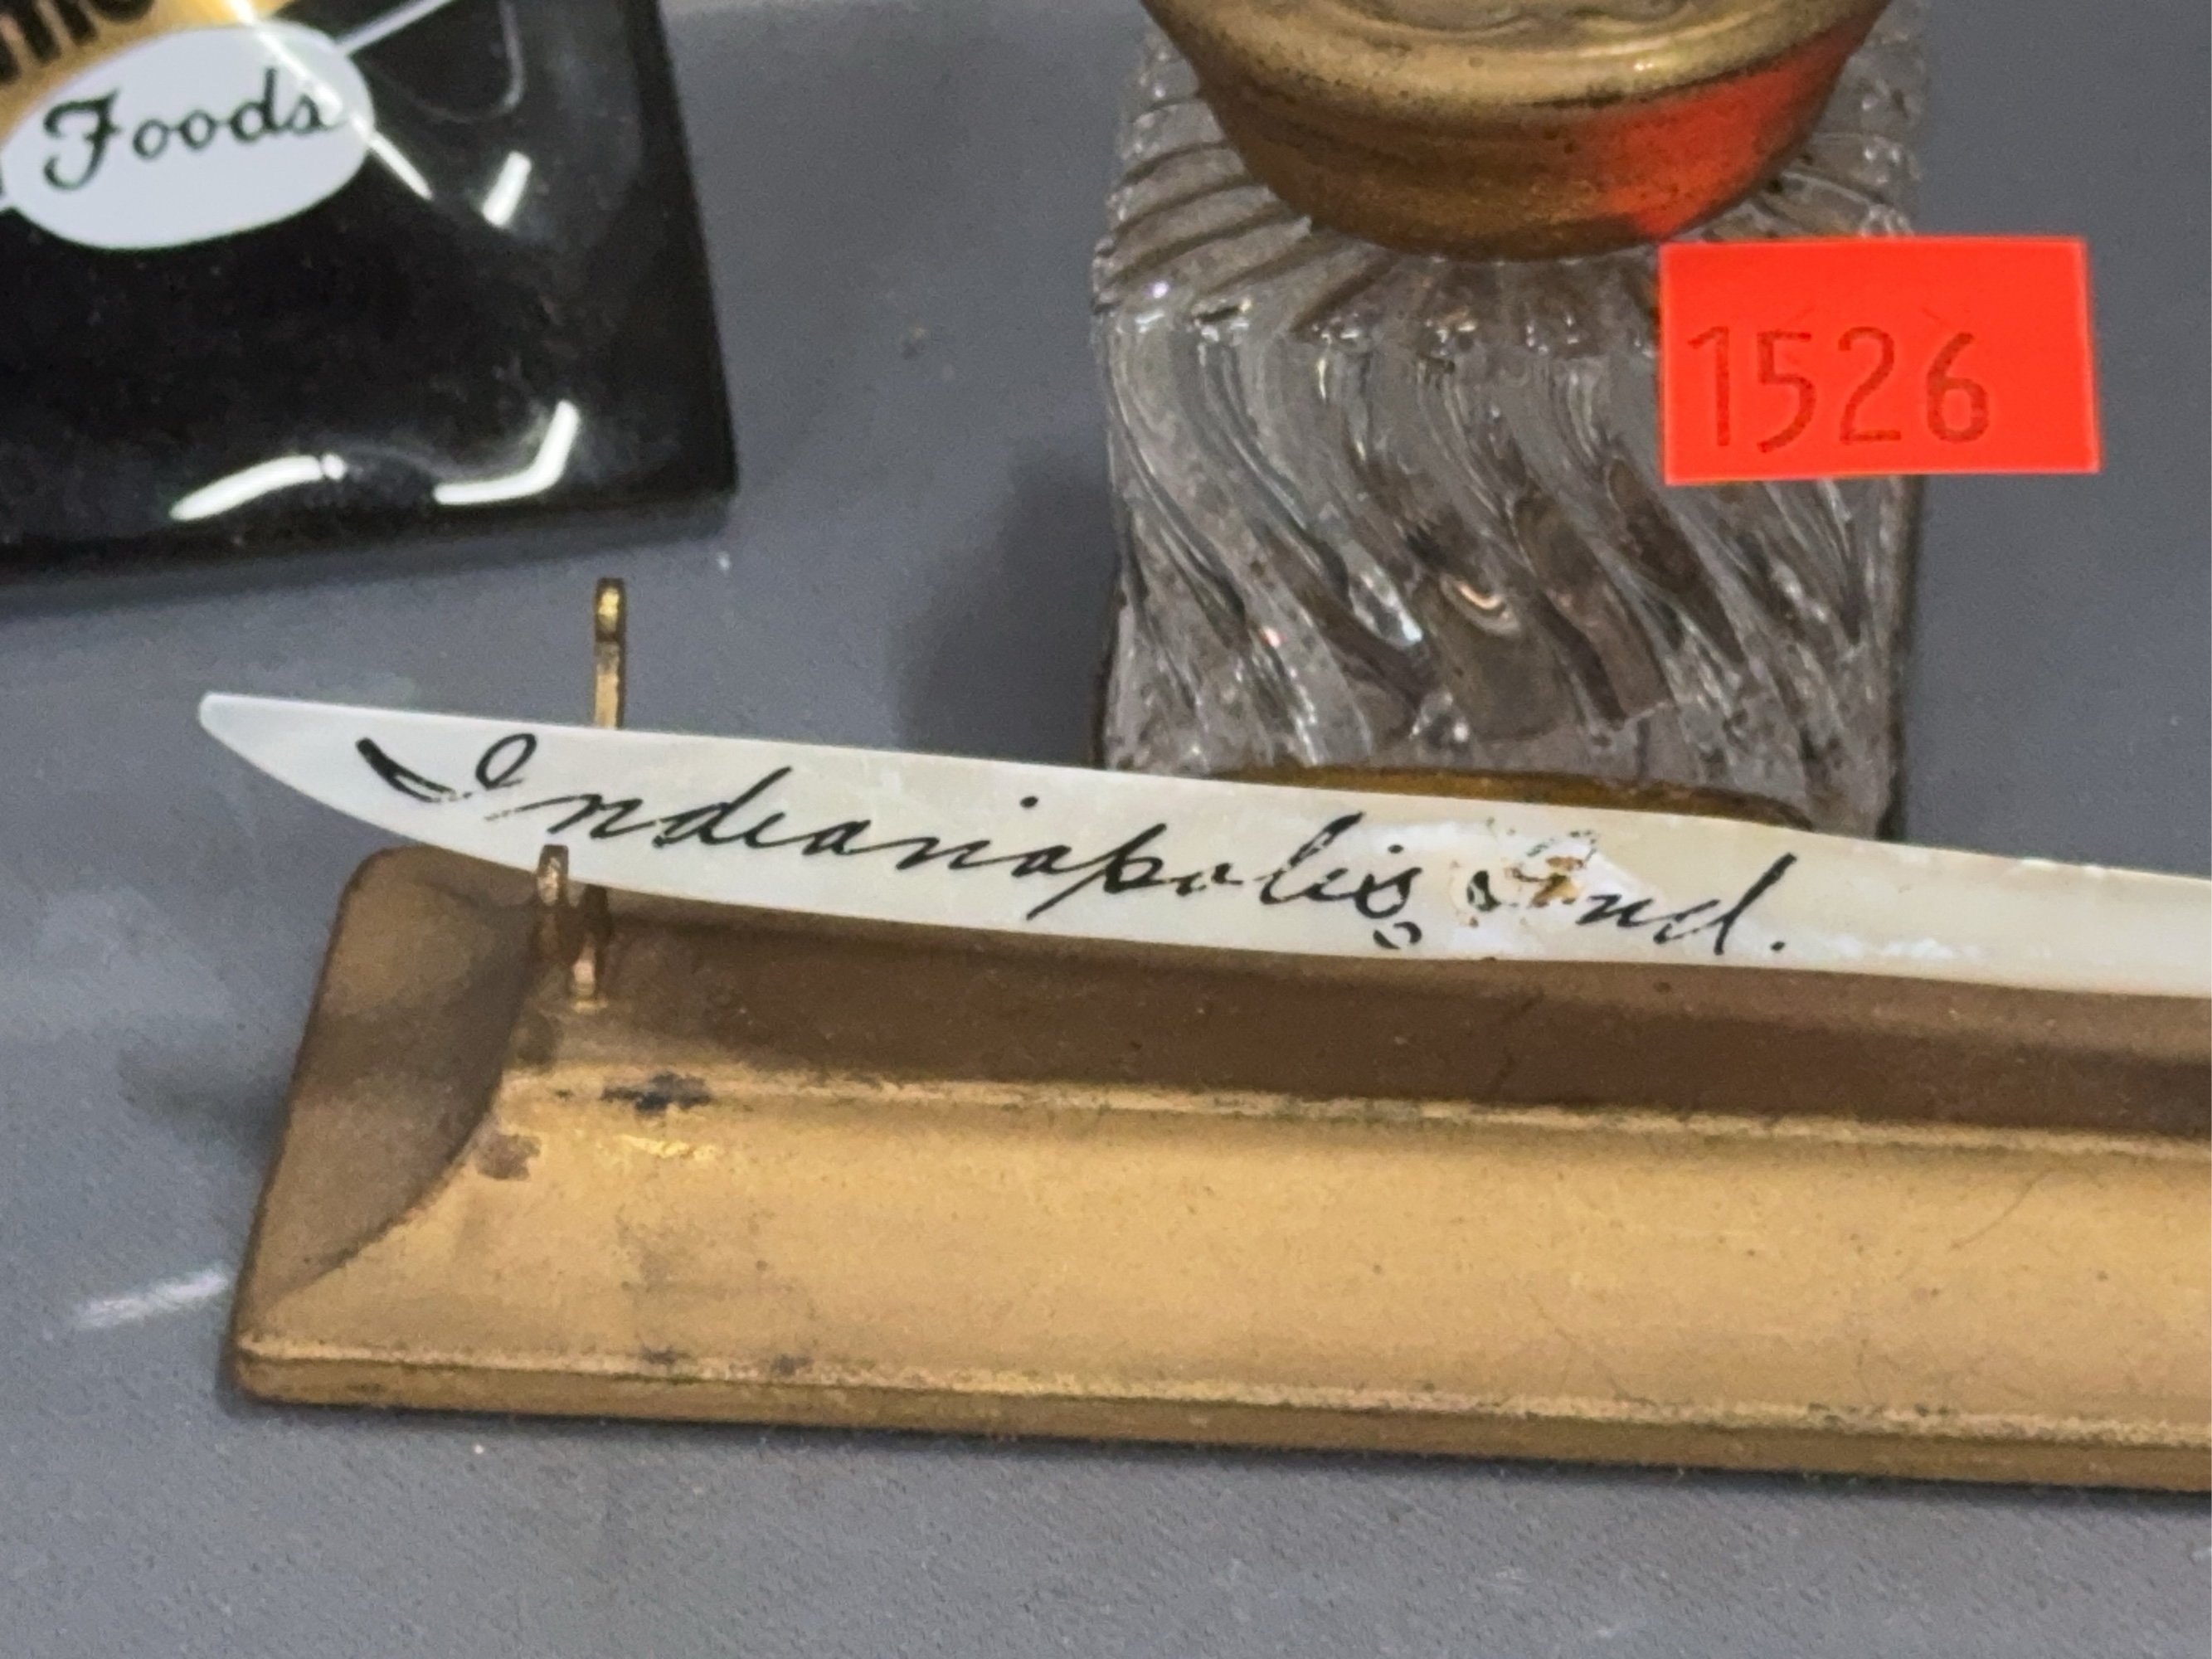 Foods
1526
Indianapolis, Ind.